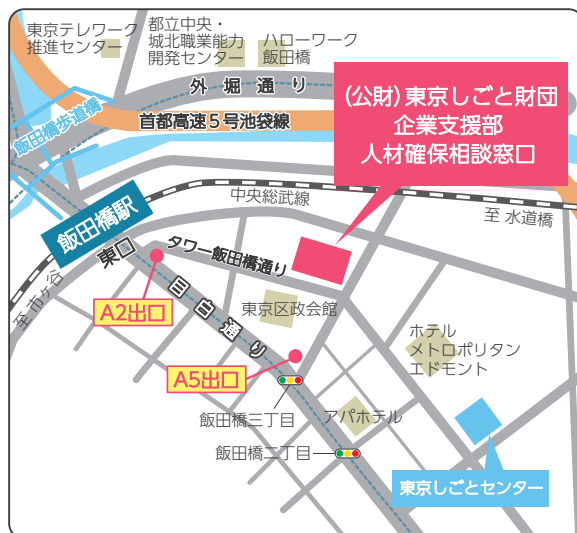 東京テレワーク
推進センター
都立中央・
城北職業能力
開発センター
ハローワーク
飯田橋
外堀通り
飯田橋歩道橋
首都高速5号池袋線
(公財)東京しごと財団
企業支援部
人材確保相談窓口
中央総武線
至 水道橋
飯田橋駅
東口
タワー飯田橋通り
至 市ヶ谷
A2出口
目白通り
東京区政会館
A5出口
ホテル
メトロポリタン
エドモント
飯田橋三丁目
アパホテル
飯田橋二丁目
東京しごとセンター